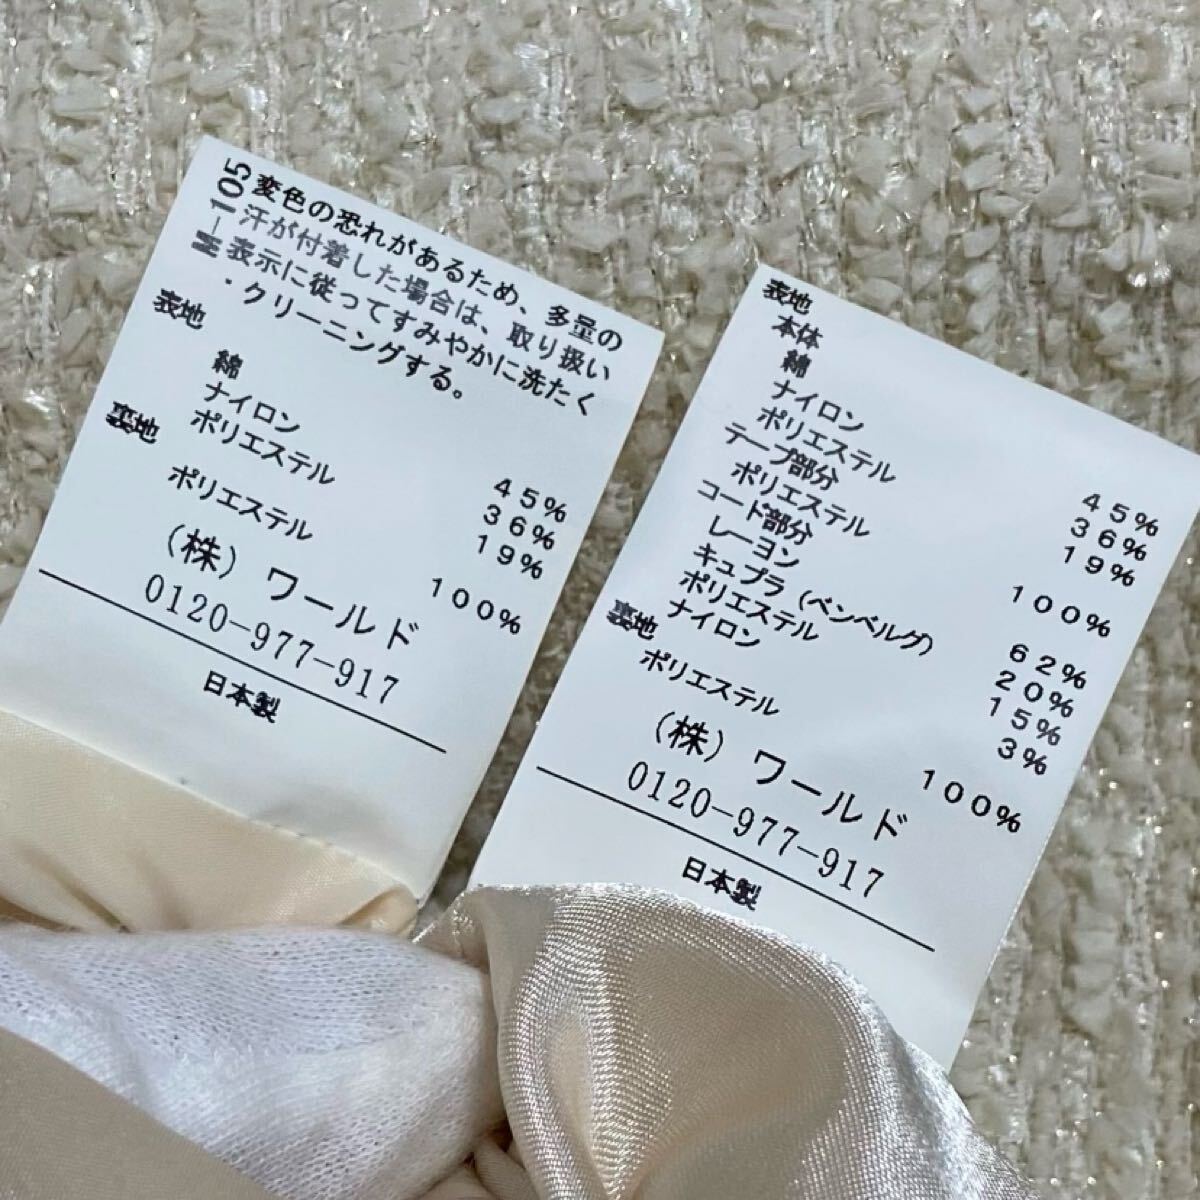 M-105
変色の恐れがあるため、多量の
汗が付着した場合は、取り扱い
表示に従ってすみやかに洗たく
・クリーニングする。
表地
綿 45%
ナイロン 36%
ポリエステル 19%
裏地
ポリエステル 100%
(株) ワールド
0120-977-917
日本製
表地
本体
綿 45%
ナイロン 36%
ポリエステル 19%
テープ部分
ポリエステル 100%
コード部分
レーヨン 62%
キュプラ (ベンベルグ) 20%
ポリエステル 15%
ナイロン 3%
裏地
ポリエステル 100%
(株) ワールド
0120-977-917
日本製